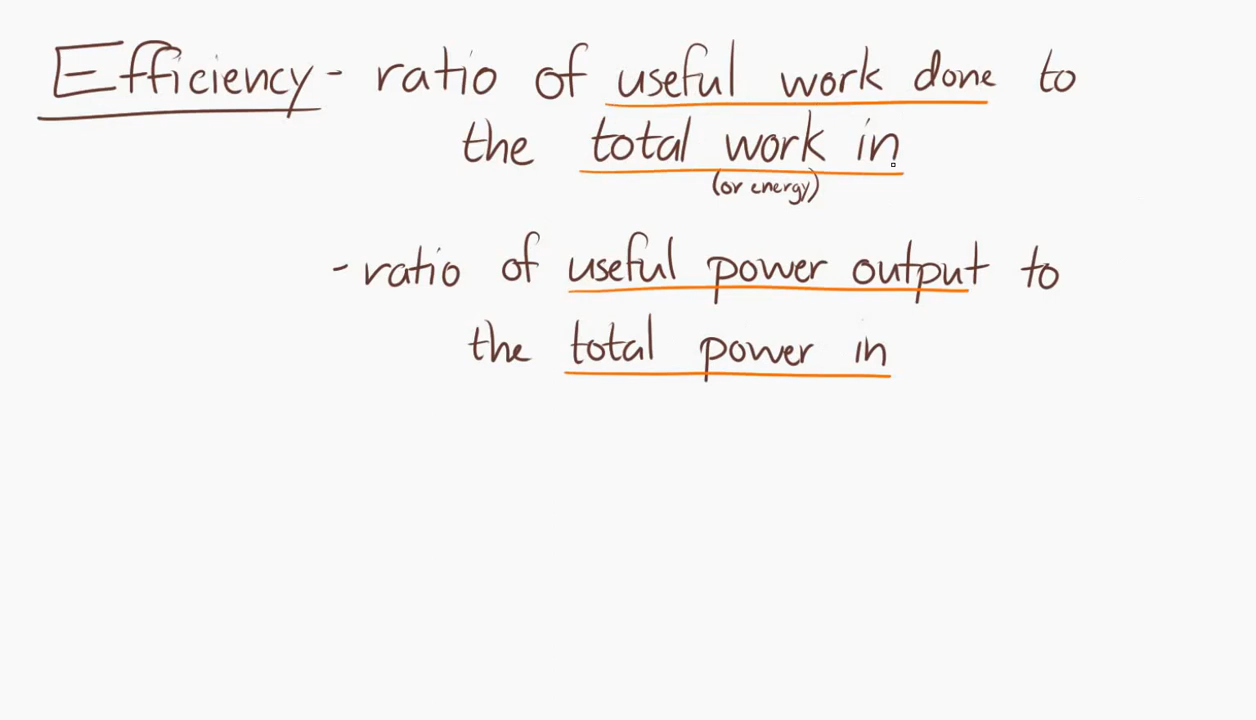 Efficiency - ratio of useful work done to
the total work in
(or energy)
- ratio of useful power output to
the total power in